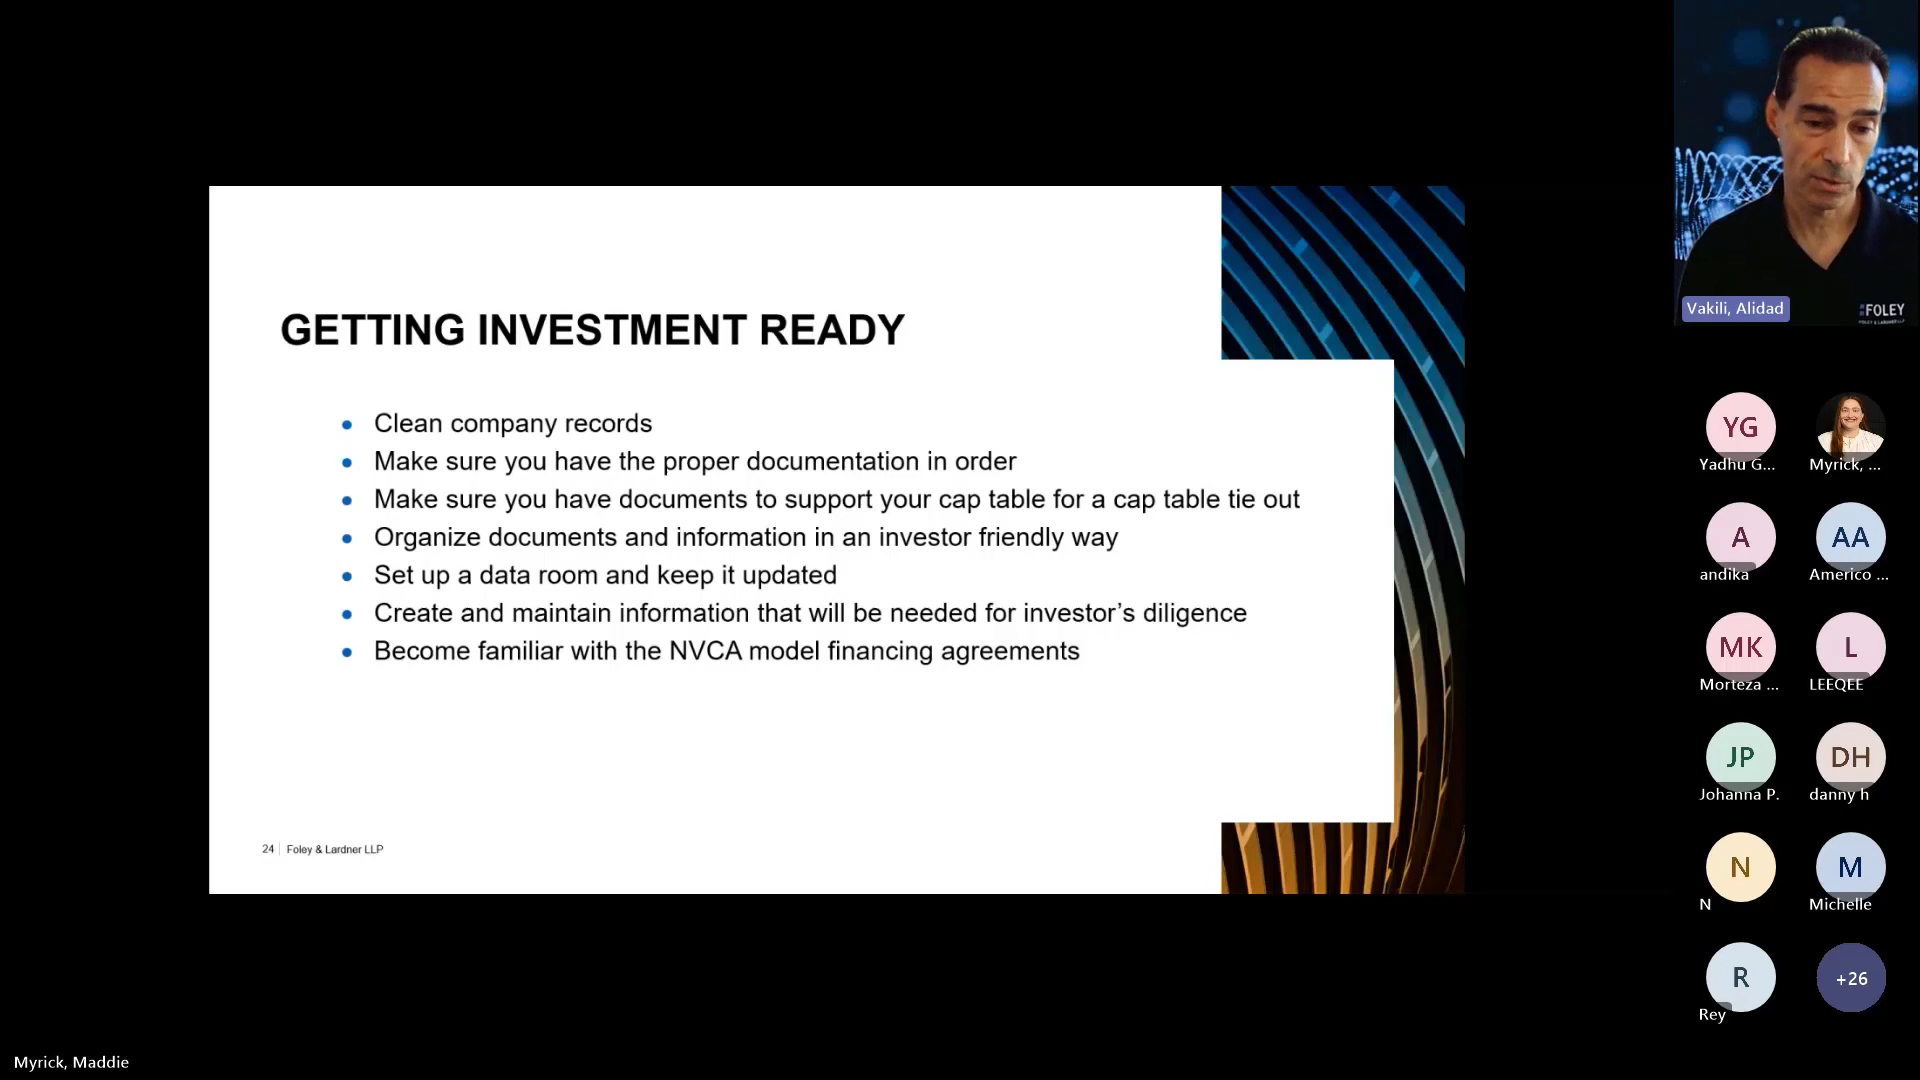 GETTING INVESTMENT READY
• Clean company records
• Make sure you have the proper documentation in order
• Make sure you have documents to support your cap table for a cap table tie out
• Organize documents and information in an investor friendly way
• Set up a data room and keep it updated
• Create and maintain information that will be needed for investor’s diligence
• Become familiar with the NVCA model financing agreements
24 | Foley & Lardner LLP
Vakili, Alidad
FOLEY
FOLEY & LARDNER LLP
YG
Yadhu G...
Myrick, ...
A
andika
AA
Americo ...
MK
Morteza ...
L
LEEQEE
JP
Johanna P.
DH
danny h
N
N
M
Michelle
R
Rey
+26
Myrick, Maddie